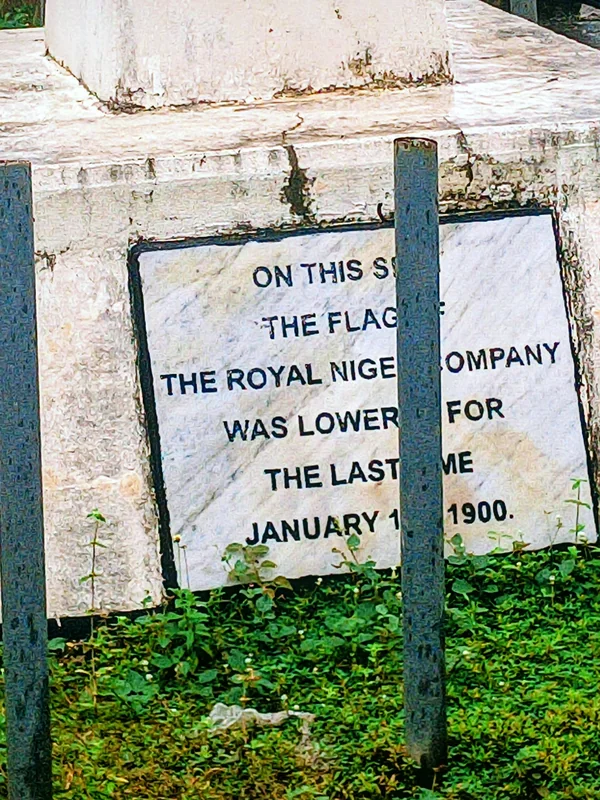 ON THIS
THE FLAG
THE ROYAL NIGE OMPANY
WAS LOWER FOR
THE LAST ME
JANUARY 1 1900.